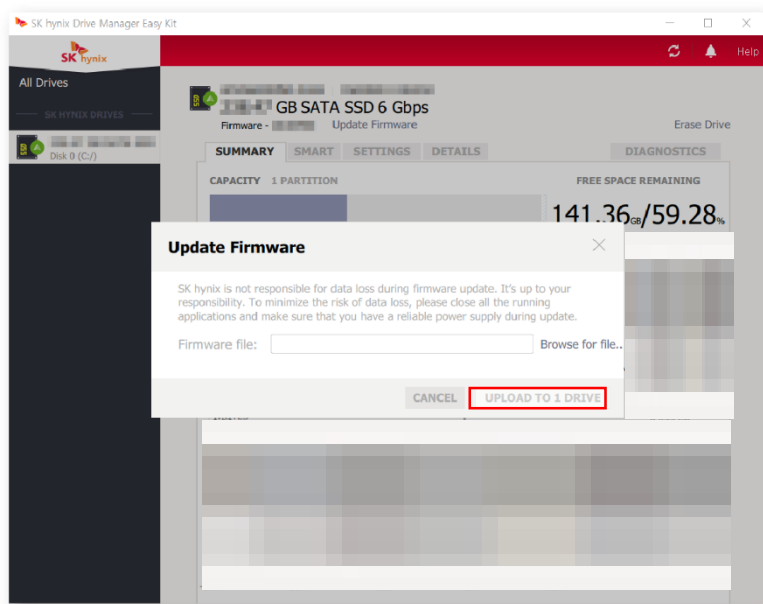 SK hynix Drive Manager Easy Kit
SK hynix
Help
All Drives
SK HYNIX DRIVES
Disk 0 (C:/)
GB SATA SSD 6 Gbps
Firmware -
Update Firmware
Erase Drive
SUMMARY SMART SETTINGS DETAILS DIAGNOSTICS
CAPACITY 1 PARTITION
FREE SPACE REMAINING
141.36GB/59.28%
Update Firmware
SK hynix is not responsible for data loss during firmware update. It's up to your
responsibility. To minimize the risk of data loss, please close all the running
applications and make sure that you have a reliable power supply during update.
Firmware file:
Browse for file..
CANCEL UPLOAD TO 1 DRIVE